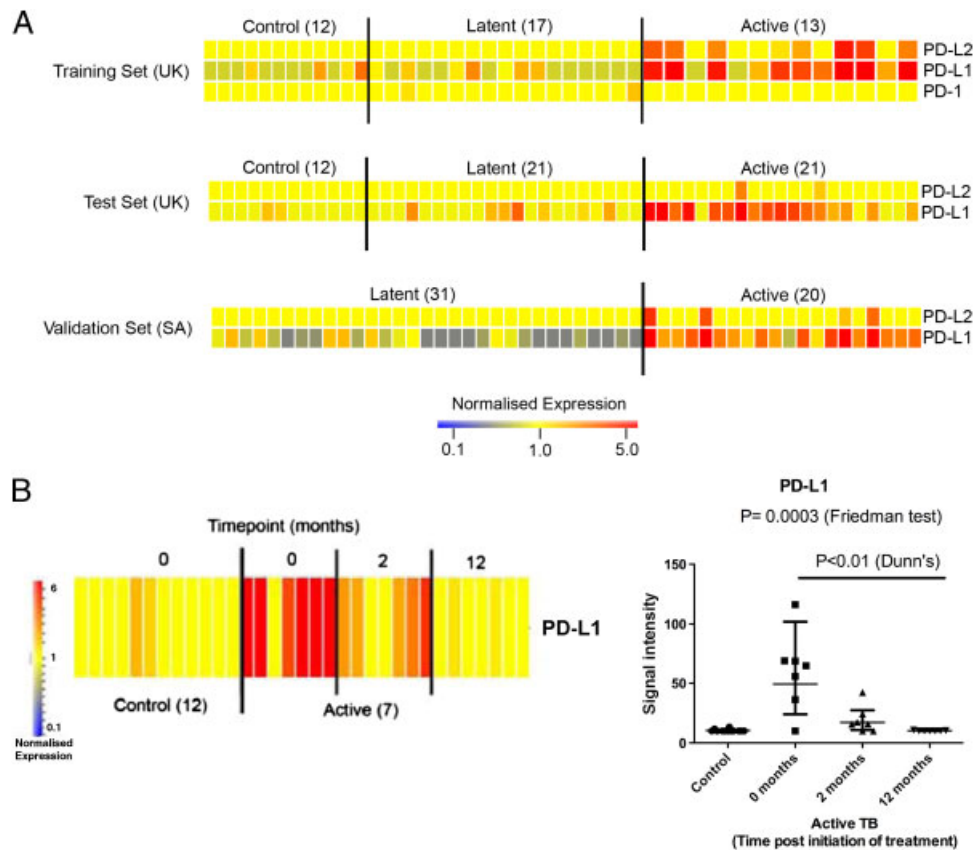 A
Control (12) Latent (17) Active (13)
PD-L2
Training Set (UK) PD-L1
PD-1
Control (12) Latent (21) Active (21)
PD-L2
Test Set (UK)
PD-L1
Latent (31) Active (20)
PD-L2
Validation Set (SA)
PD-L1
Normalised Expression
0.1 1.0 5.0
B
Timepoint (months)
0 0 2 12
6
1
0.1
Normalised
Expression
PD-L1
Control (12) Active (7)
PD-L1
P= 0.0003 (Friedman test)
P<0.01 (Dunn's)
150
100
50
0
Signal intensity
Control 0 months 2 months 12 months
Active TB
(Time post initiation of treatment)